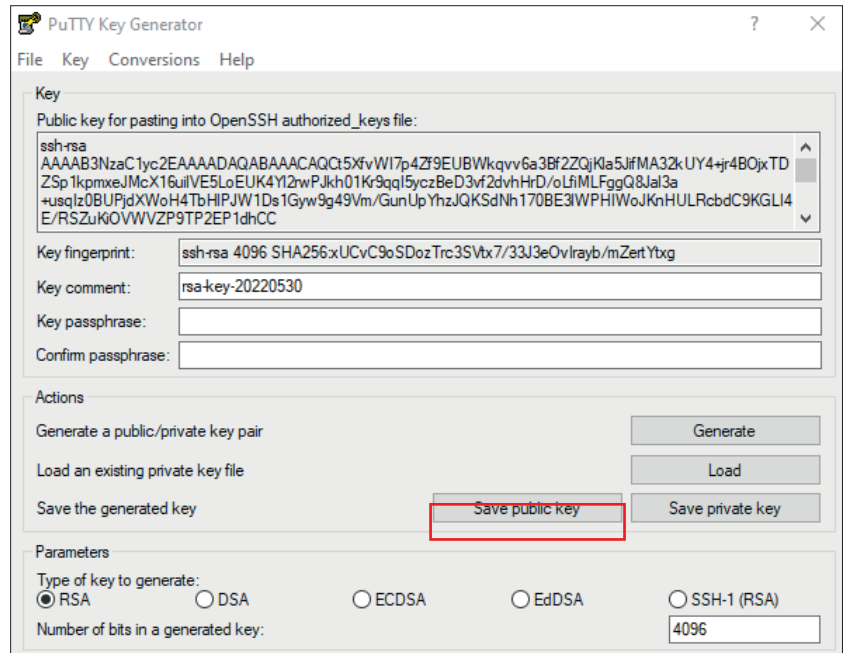 PuTTY Key Generator
?
File Key Conversions Help
Key
Public key for pasting into OpenSSH authorized_keys file:
ssh-rsa
AAAAB3NzaC1yc2EAAAADAQABAAACAQCt5XfvWI7p4Zf9EUBWkqvv6a3Bf2ZQjKla5JifMA32kUY4+jr4BOjxTD
ZSp1kpmxeJMcX16uilVE5LoEUK4Yl2rwPJkh01Kr9qqI5yczBeD3vf2dvhHrD/oLfiMLFggQ8JaI3a
+usqIz0BUPjdXWoH4TbHIPJW1Ds1Gyw9g49Vm/GunUpYhzJQKSdNh170BE3lWPHIWoJKnHULRcbdC9KGLI4
E/RSZuKiOVWVZP9TP2EP1dhCC
Key fingerprint: ssh-rsa 4096 SHA256:xUCvC9oSDozTrc3SVtx7/33J3eOvIrayb/mZertYtxg
Key comment: rsa-key-20220530
Key passphrase:
Confirm passphrase:
Actions
Generate a public/private key pair Generate
Load an existing private key file Load
Save the generated key Save public key Save private key
Parameters
Type of key to generate:
RSA DSA ECDSA EdDSA SSH-1 (RSA)
Number of bits in a generated key: 4096